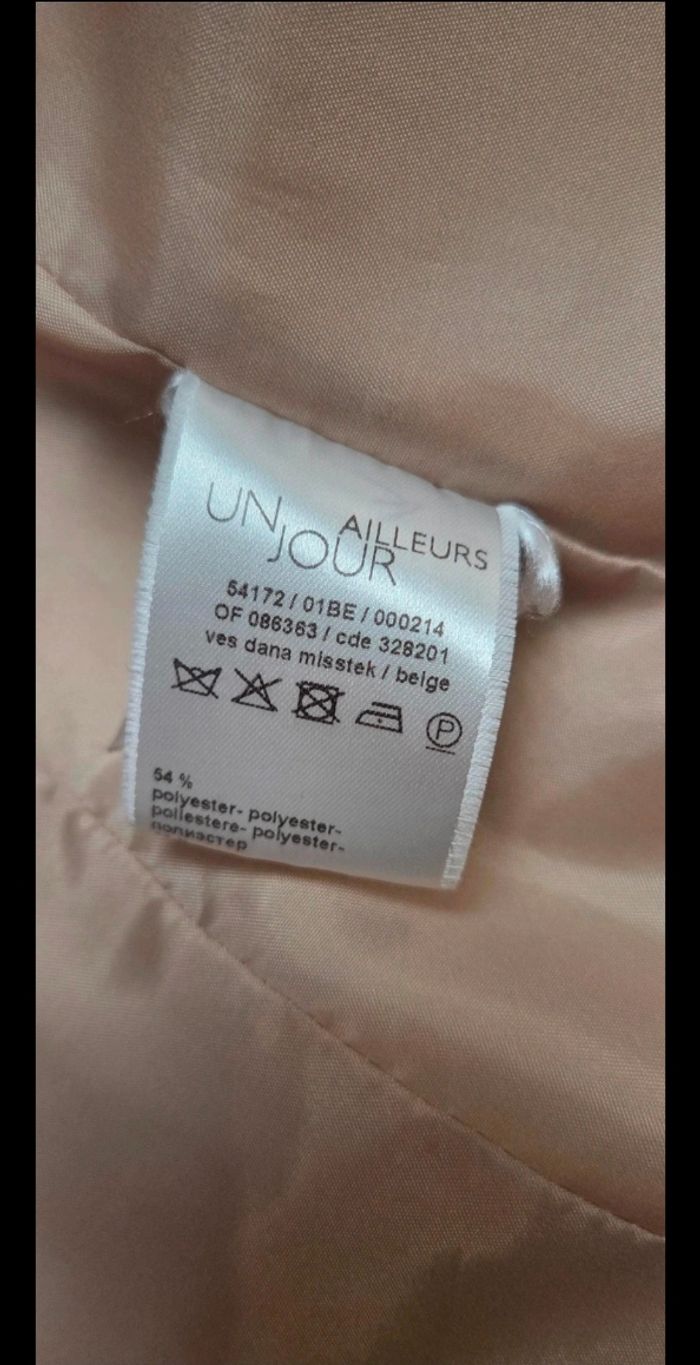 UN JOUR AILLEURS
54172 / 01BE / 000214
OF 086363 / cde 328201
ves dana misstek / beige
P
54 %
polyester- polyester-
poliestere- polyester-
полиэстер